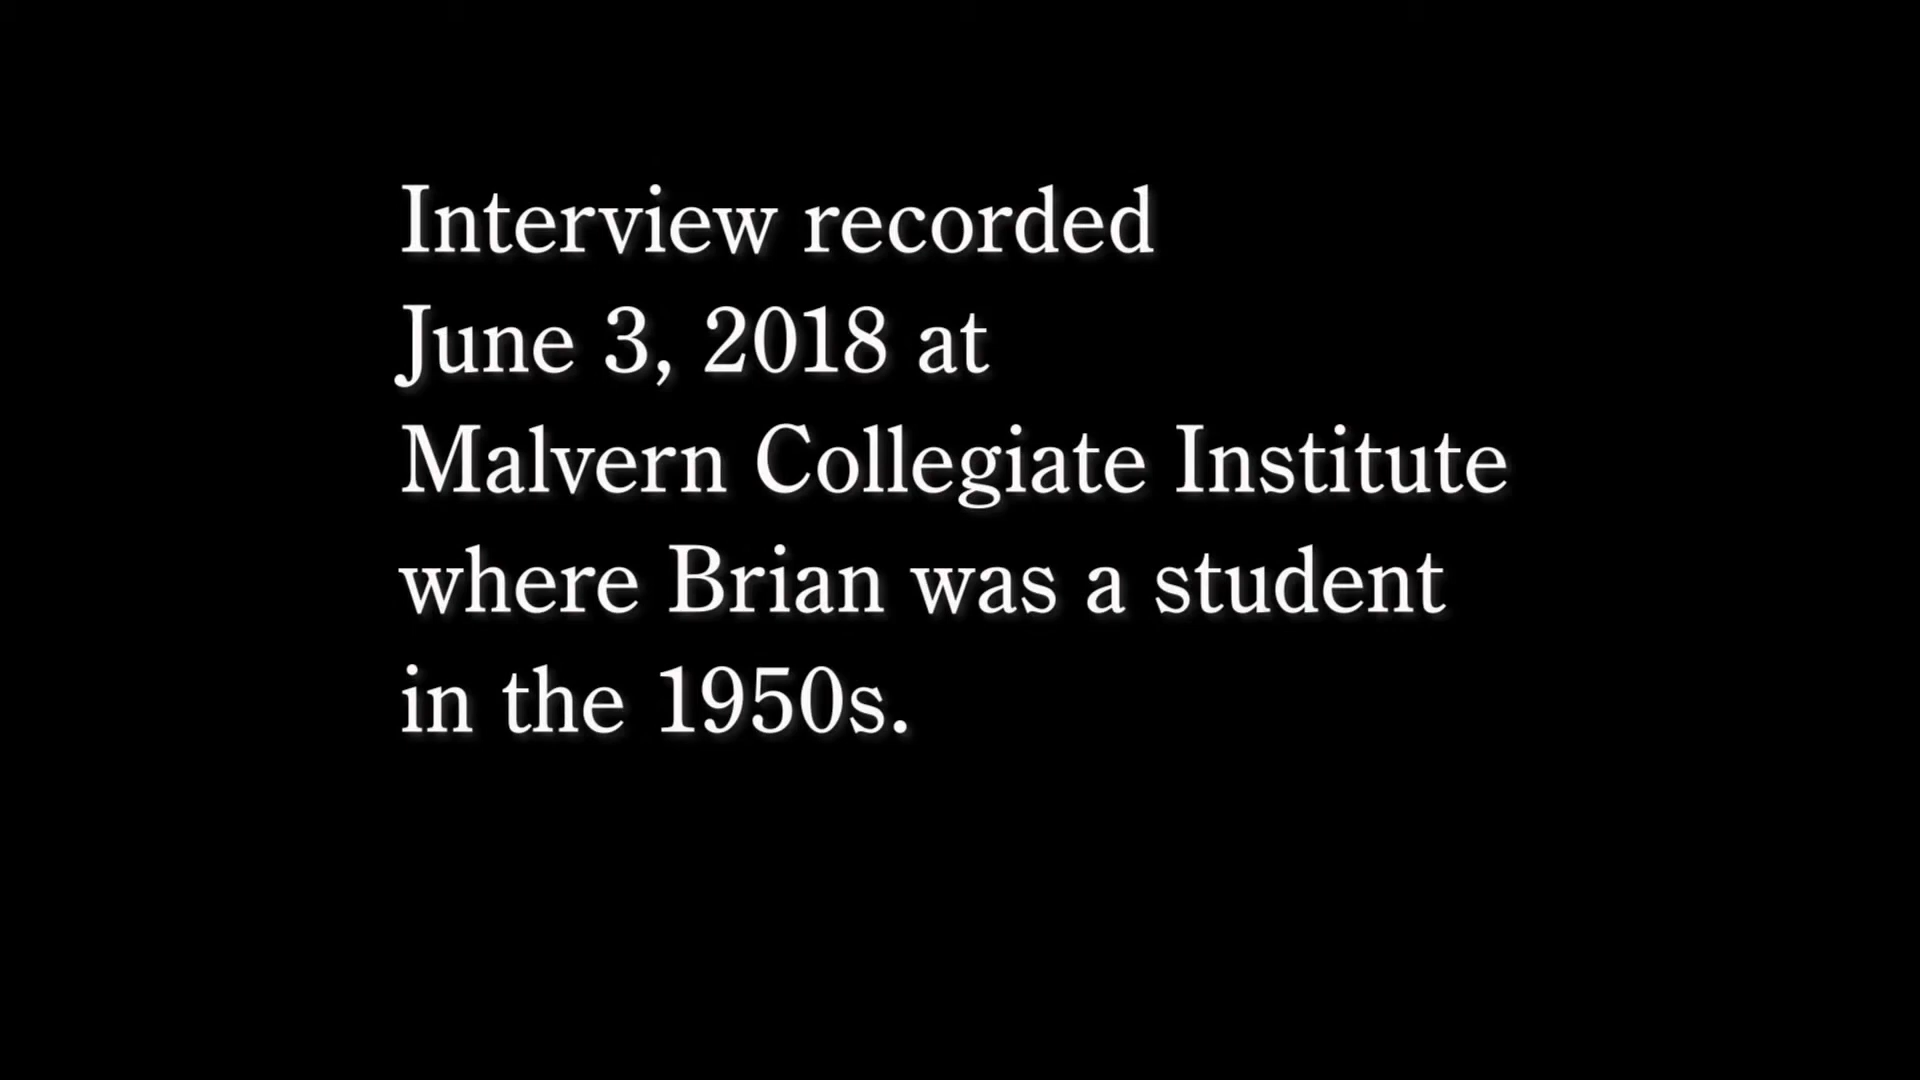 Interview recorded
June 3, 2018 at
Malvern Collegiate Institute
where Brian was a student
in the 1950s.